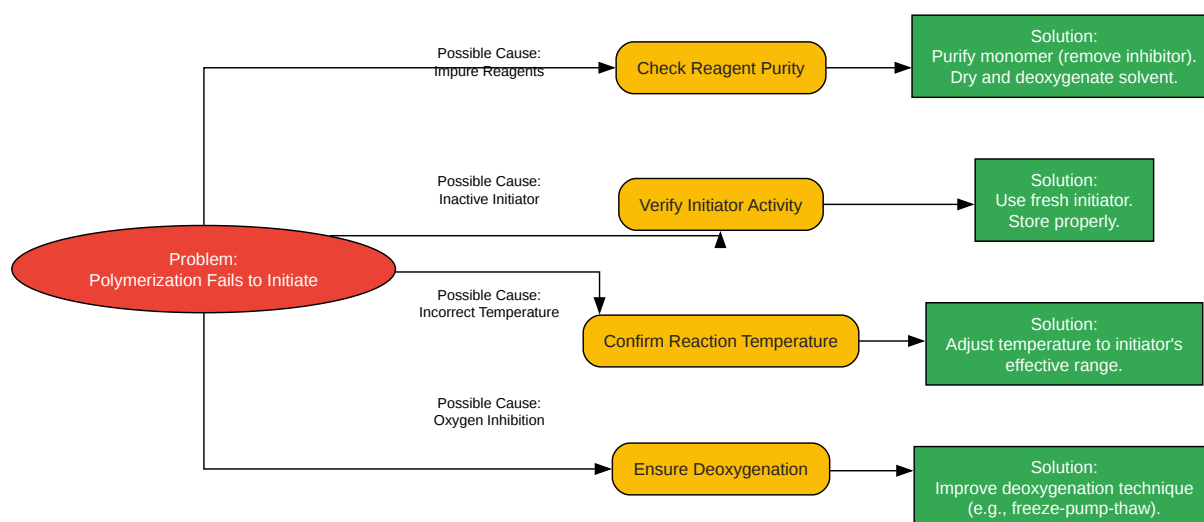 Possible Cause:
Impure Reagents
Check Reagent Purity
Solution:
Purify monomer (remove inhibitor).
Dry and deoxygenate solvent.
Possible Cause:
Inactive Initiator
Verify Initiator Activity
Solution:
Use fresh initiator.
Store properly.
Problem:
Polymerization Fails to Initiate
Possible Cause:
Incorrect Temperature
Confirm Reaction Temperature
Solution:
Adjust temperature to initiator's
effective range.
Possible Cause:
Oxygen Inhibition
Ensure Deoxygenation
Solution:
Improve deoxygenation technique
(e.g., freeze-pump-thaw).